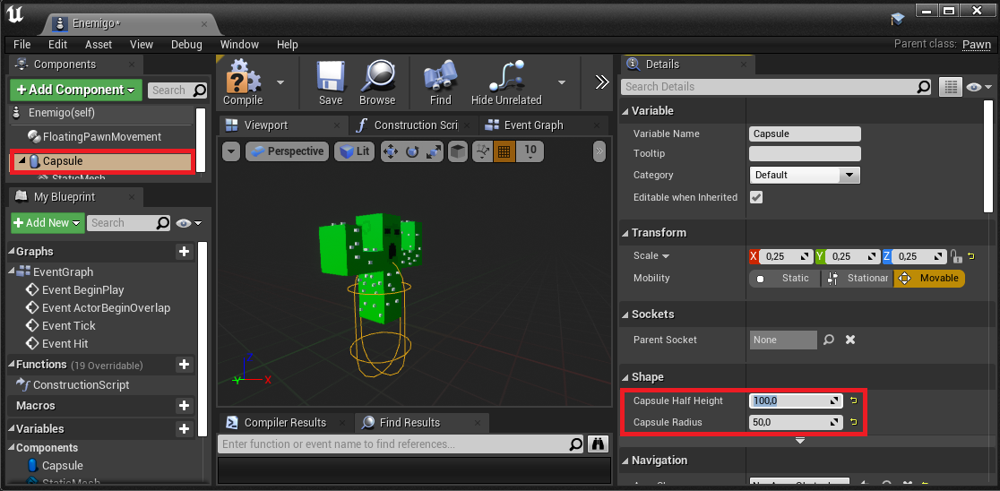 Enemigo*
File Edit Asset View Debug Window Help
Parent class: Pawn
Components
+ Add Component
Search
Enemigo(self)
FloatingPawnMovement
Capsule
StaticMesh
My Blueprint
+ Add New
Search
Graphs
EventGraph
Event BeginPlay
Event ActorBeginOverlap
Event Tick
Event Hit
Functions (19 Overridable)
ConstructionScript
Macros
Variables
Components
Capsule
StaticMesh
Compile
Save
Browse
Find
Hide Unrelated
Viewport
Construction Scri
Event Graph
Perspective
Lit
10
Z
Y
X
Compiler Results
Find Results
Enter function or event name to find references...
Details
Search Details
Variable
Variable Name Capsule
Tooltip
Category Default
Editable when Inherited
Transform
Scale X 0,25 Y 0,25 Z 0,25
Mobility Static Stationar Movable
Sockets
Parent Socket None
Shape
Capsule Half Height 100,0
Capsule Radius 50,0
Navigation